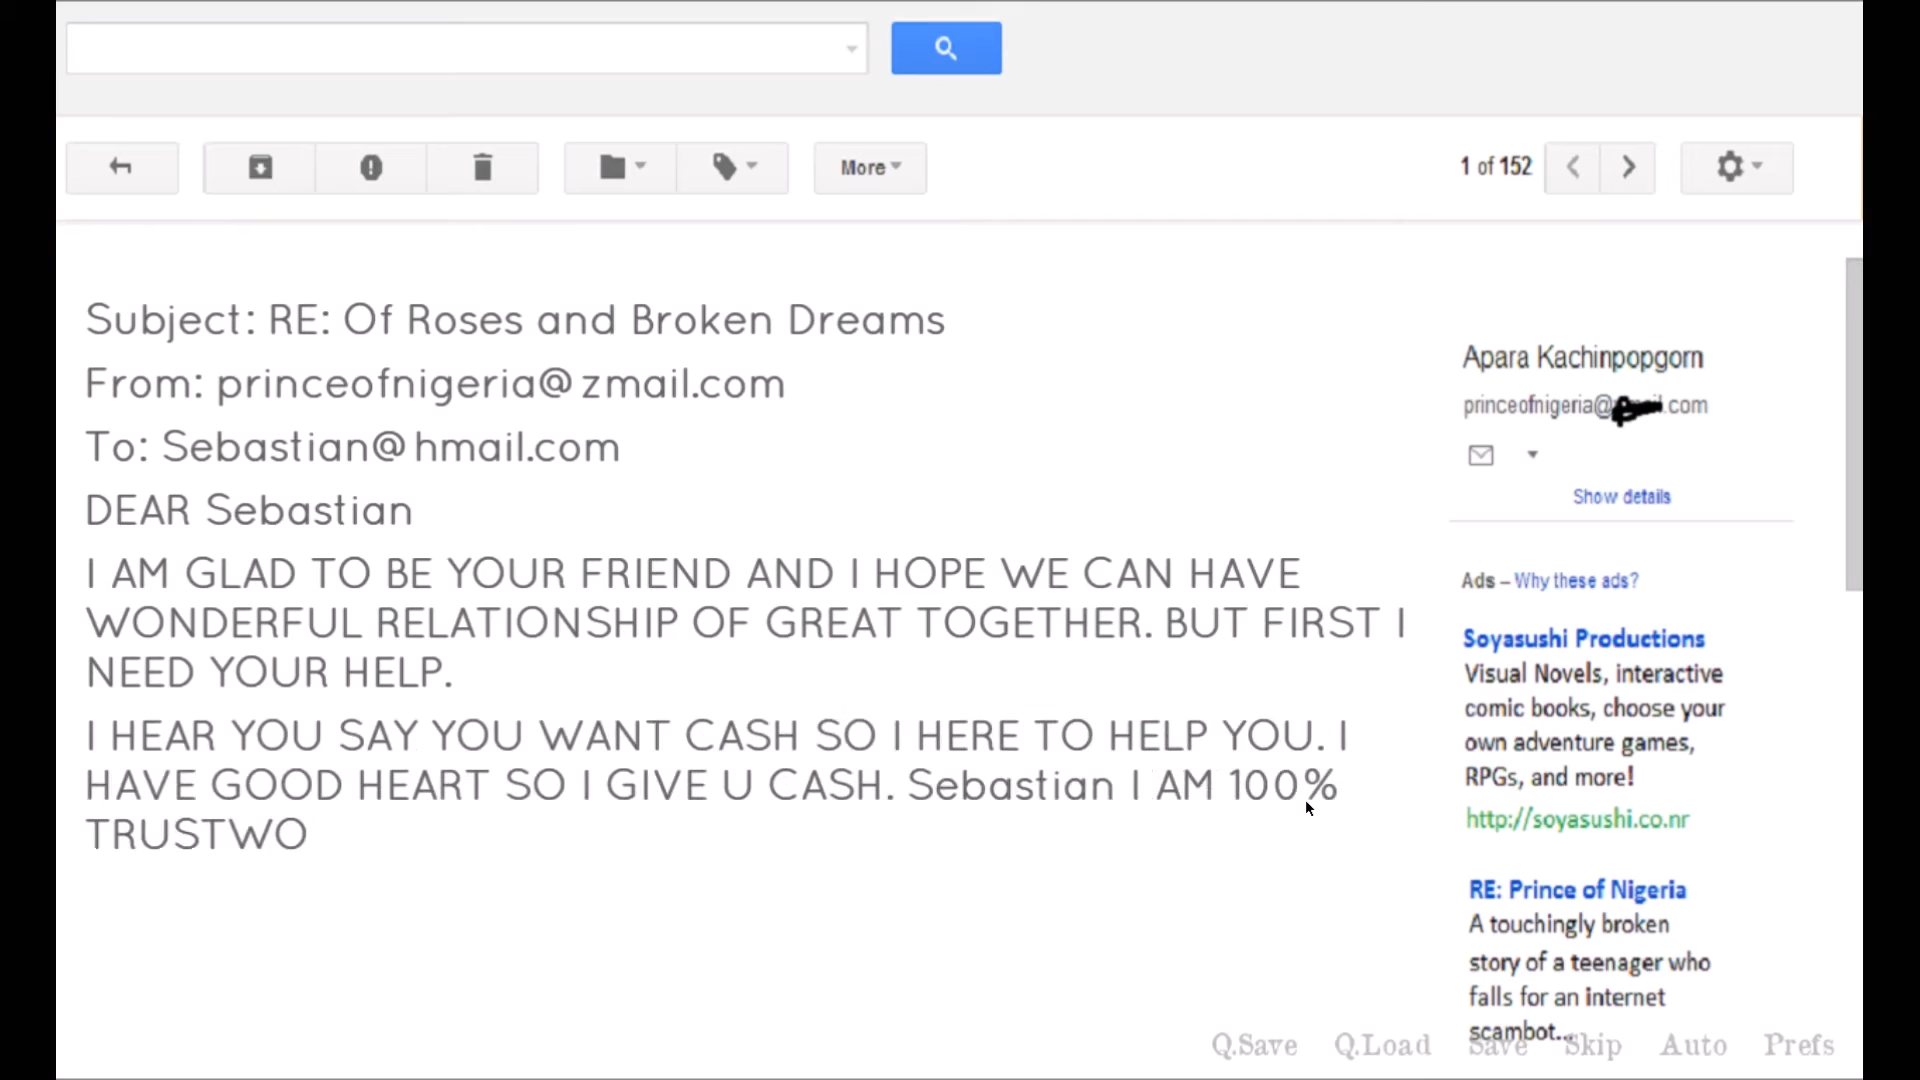 More
1 of 152
Subject: RE: Of Roses and Broken Dreams
From: princeofnigeria@zmail.com
To: Sebastian@hmail.com
DEAR Sebastian
I AM GLAD TO BE YOUR FRIEND AND I HOPE WE CAN HAVE
WONDERFUL RELATIONSHIP OF GREAT TOGETHER. BUT FIRST I
NEED YOUR HELP.
I HEAR YOU SAY YOU WANT CASH SO I HERE TO HELP YOU. I
HAVE GOOD HEART SO I GIVE U CASH. Sebastian I AM 100%
TRUSTWO
Apara Kachinpopgorn
princeofnigeria@ .com
Show details
Ads – Why these ads?
Soyasushi Productions
Visual Novels, interactive
comic books, choose your
own adventure games,
RPGs, and more!
http://soyasushi.co.nr
RE: Prince of Nigeria
A touchingly broken
story of a teenager who
falls for an internet
scambot...
Q.Save Q.Load Save Skip Auto Prefs